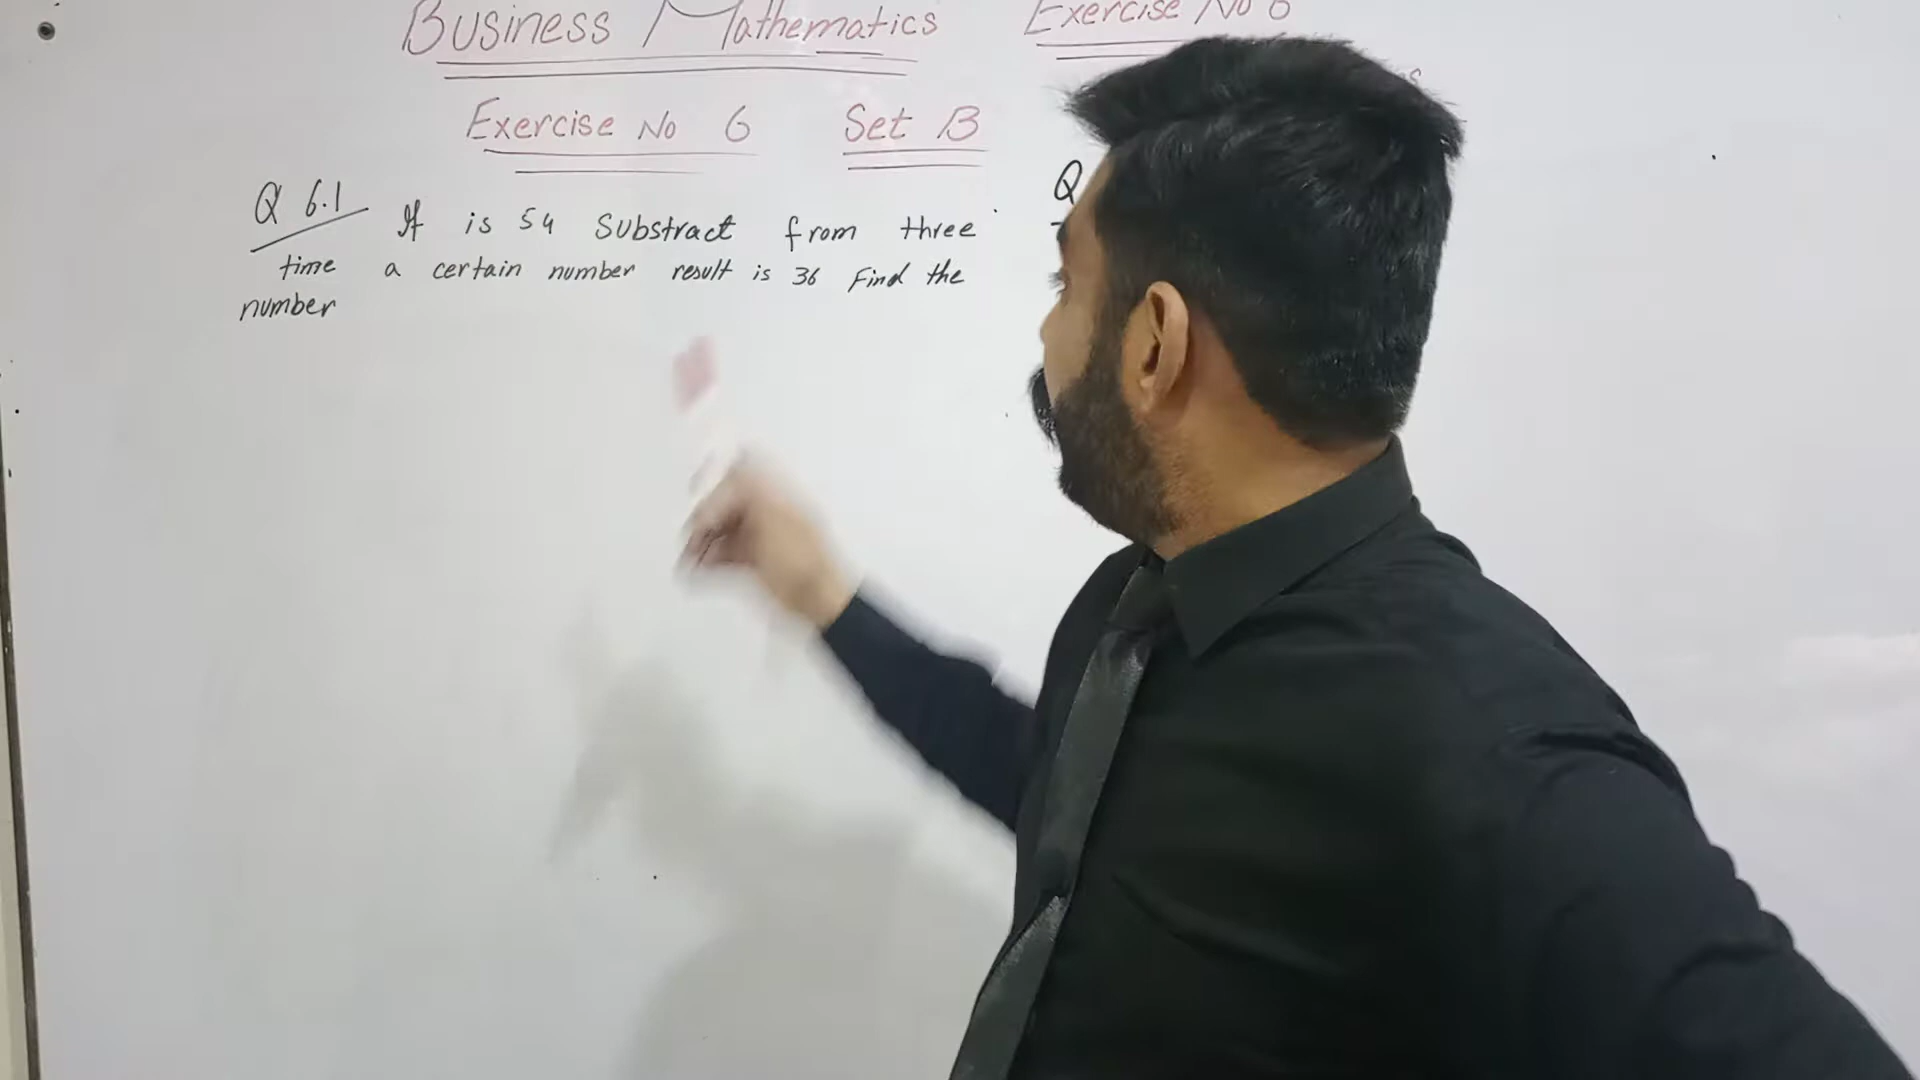 Business Mathematics
Exercise No 6 Set B
Q 6.1 If is 54 Substract from three
time a certain number result is 36 Find the
number
Exercise No
Q